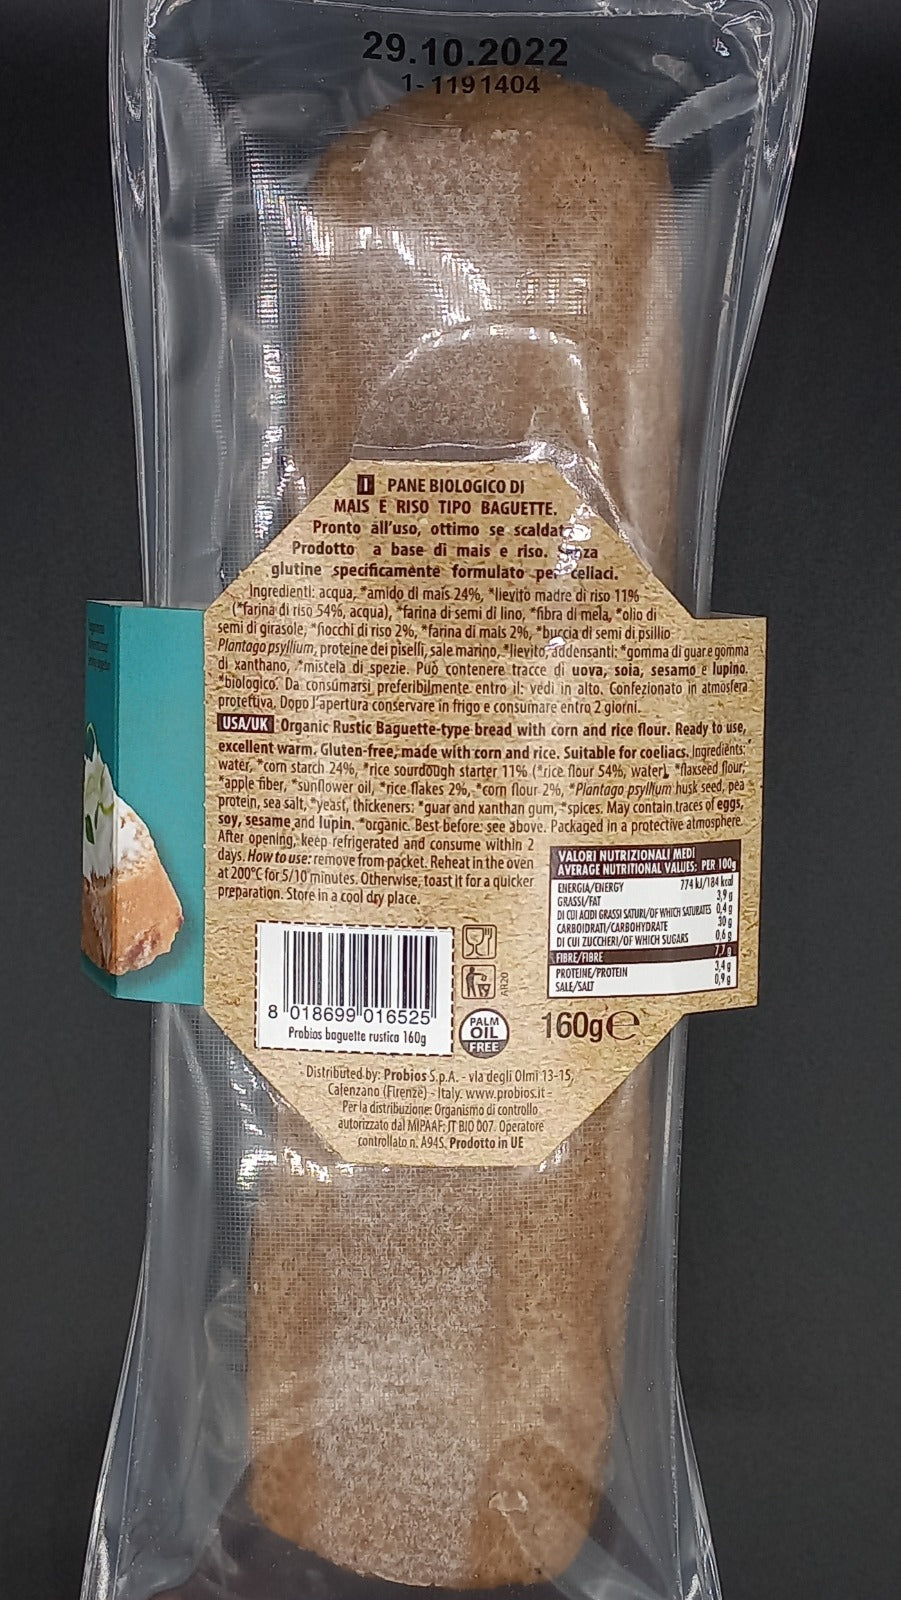 29.10.2022
1- 1191404
I PANE BIOLOGICO DI
MAIS E RISO TIPO BAGUETTE.
Pronto all'uso, ottimo se
Prodotto a base di mais e riso.
glutine specificamente formulato per celiaci.
Ingredienti: acqua, *amido di mais 24%, *lievito madre di riso 11%
(*farina di riso 54%, acqua), *farina di semi di lino, *fibra di mela, *olio di
semi di girasole, *fiocchi di riso 2%, *farina di mais 2%, *buccia di semi di psillio
Plantago psyllium, proteine dei piselli, sale marino, *lievito, addensanti: *gomma di guar e gomma
di xanthano, *miscela di spezie. Può contenere tracce di uova, soia, sesamo e lupino.
*biologico. Da consumarsi preferibilmente entro il: vedi in alto. Confezionato in atmosfera
protettiva. Dopo l'apertura conservare in frigo e consumare entro 2 giorni.
USA/UK Organic Rustic Baguette-type bread with corn and rice flour. Ready to use,
excellent warm. Gluten-free, made with corn and rice. Suitable for coeliacs. Ingredients:
water, *corn starch 24%, *rice sourdough starter 11% (*rice flour 54%, water), *flaxseed flour,
*apple fiber, *sunflower oil, *rice flakes 2%, *corn flour 2%, *Plantago psyllium husk seed, pea
protein, sea salt, *yeast, thickeners: *guar and xanthan gum, *spices. May contain traces of eggs,
soy, sesame and lupin. *organic. Best before: see above. Packaged in a protective atmosphere.
After opening, keep refrigerated and consume within 2
days. How to use: remove from packet. Reheat in the oven
at 200°C for 5/10 minutes. Otherwise, toast it for a quicker
preparation. Store in a cool dry place.
VALORI NUTRIZIONALI MEDI
AVERAGE NUTRITIONAL VALUES: PER 100g
ENERGIA/ENERGY 774 kJ/184 kcal
GRASSI/FAT 3,9 g
DI CUI ACIDI GRASSI SATURI/OF WHICH SATURATES 0,4 g
CARBOIDRATI/CARBOHYDRATE 30 g
DI CUI ZUCCHERI/OF WHICH SUGARS 0,6 g
FIBRE/FIBRE 7,7 g
PROTEINE/PROTEIN 3,4 g
SALE/SALT 0,9 g
8 018699 016525
Probios baguette rustica 160g
AR20
PALM
OIL
FREE
160g e
Distributed by: Probios S.p.A. - via degli Olmi 13-15,
Calenzano (Firenze) - Italy. www.probios.it -
Per la distribuzione: Organismo di controllo
autorizzato dal MIPAAF: IT BIO 007. Operatore
controllato n. A94S. Prodotto in UE